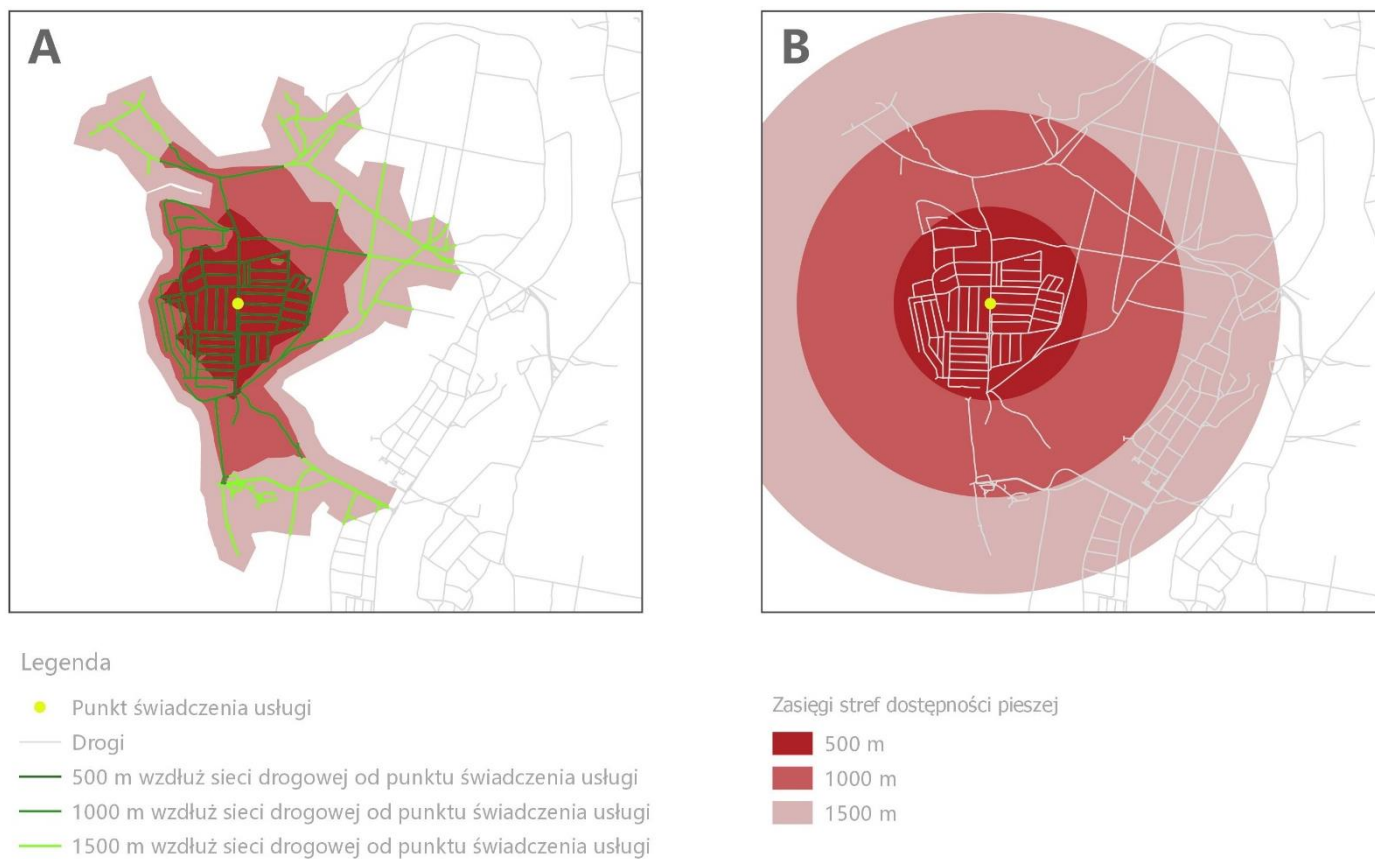 A
B
Legenda
Punkt świadczenia usługi
Drogi
500 m wzdłuż sieci drogowej od punktu świadczenia usługi
1000 m wzdłuż sieci drogowej od punktu świadczenia usługi
1500 m wzdłuż sieci drogowej od punktu świadczenia usługi
Zasięgi stref dostępności pieszej
500 m
1000 m
1500 m